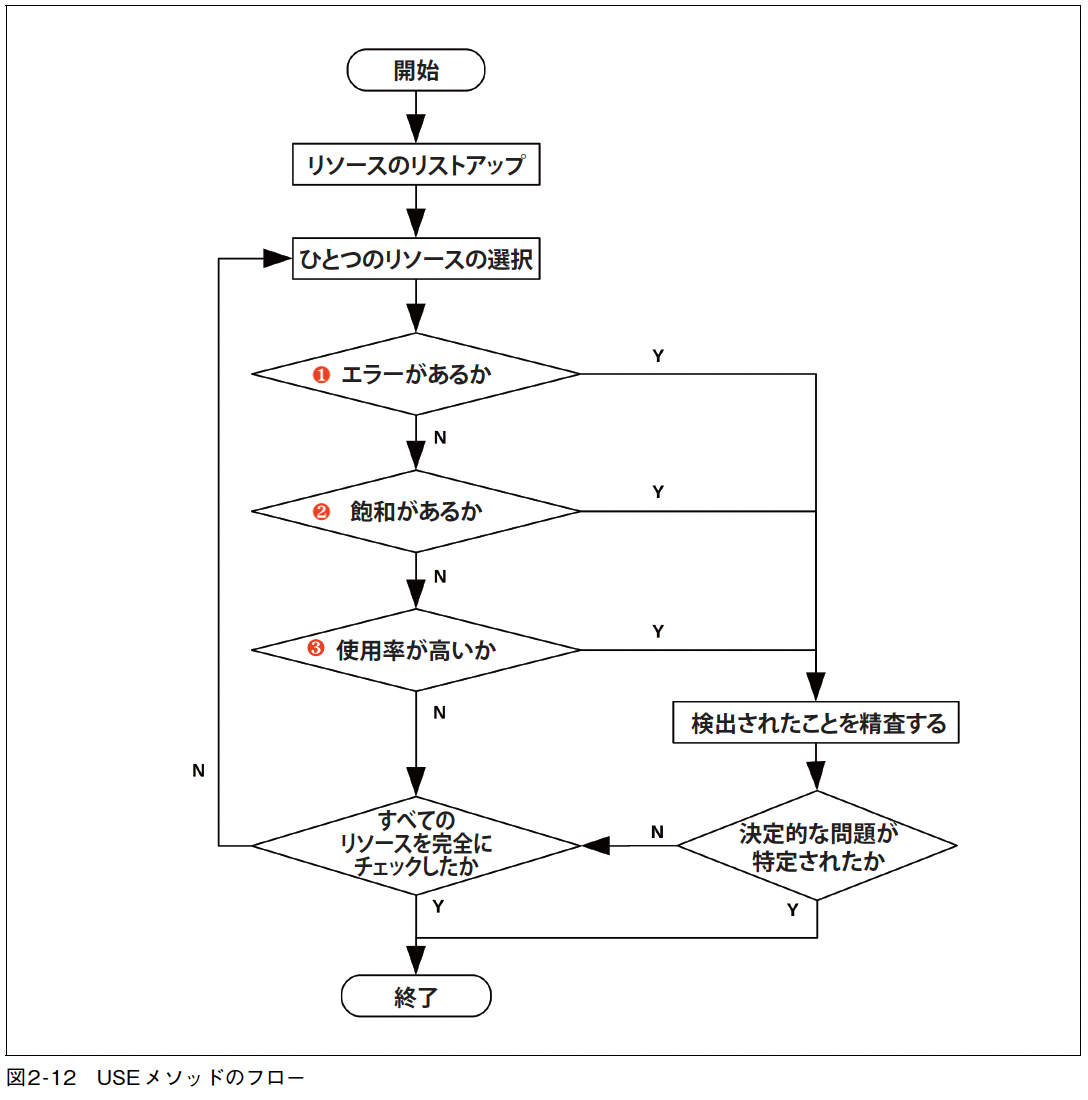 開始
リソースのリストアップ
ひとつのリソースの選択
❶ エラーがあるか
Y
N
❷ 飽和があるか
Y
N
❸ 使用率が高いか
Y
N
検出されたことを精査する
N
すべての
リソースを完全に
チェックしたか
N
決定的な問題が
特定されたか
Y
Y
終了
図2-12 USEメソッドのフロー